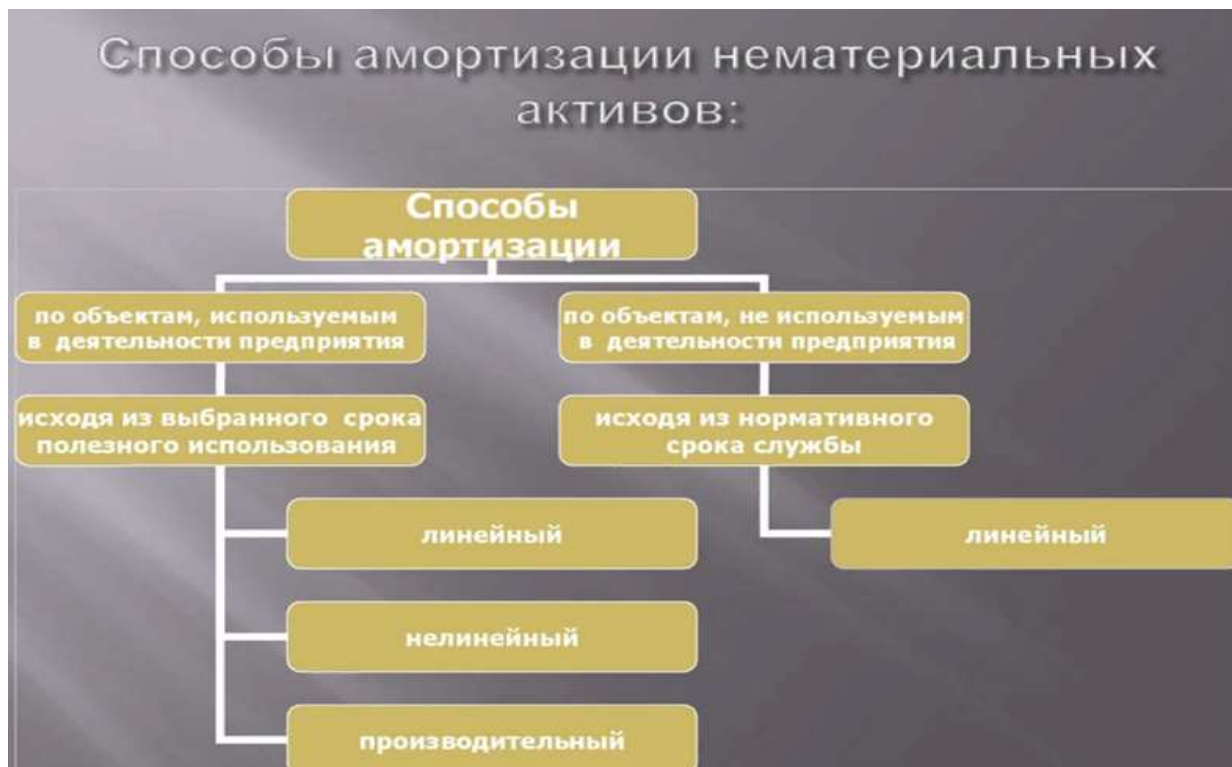 Способы амортизации нематериальных
активов:
Способы
амортизации
по объектам, используемым
в деятельности предприятия
по объектам, не используемым
в деятельности предприятия
исходя из выбранного срока
полезного использования
исходя из нормативного
срока службы
линейный
линейный
нелинейный
производительный